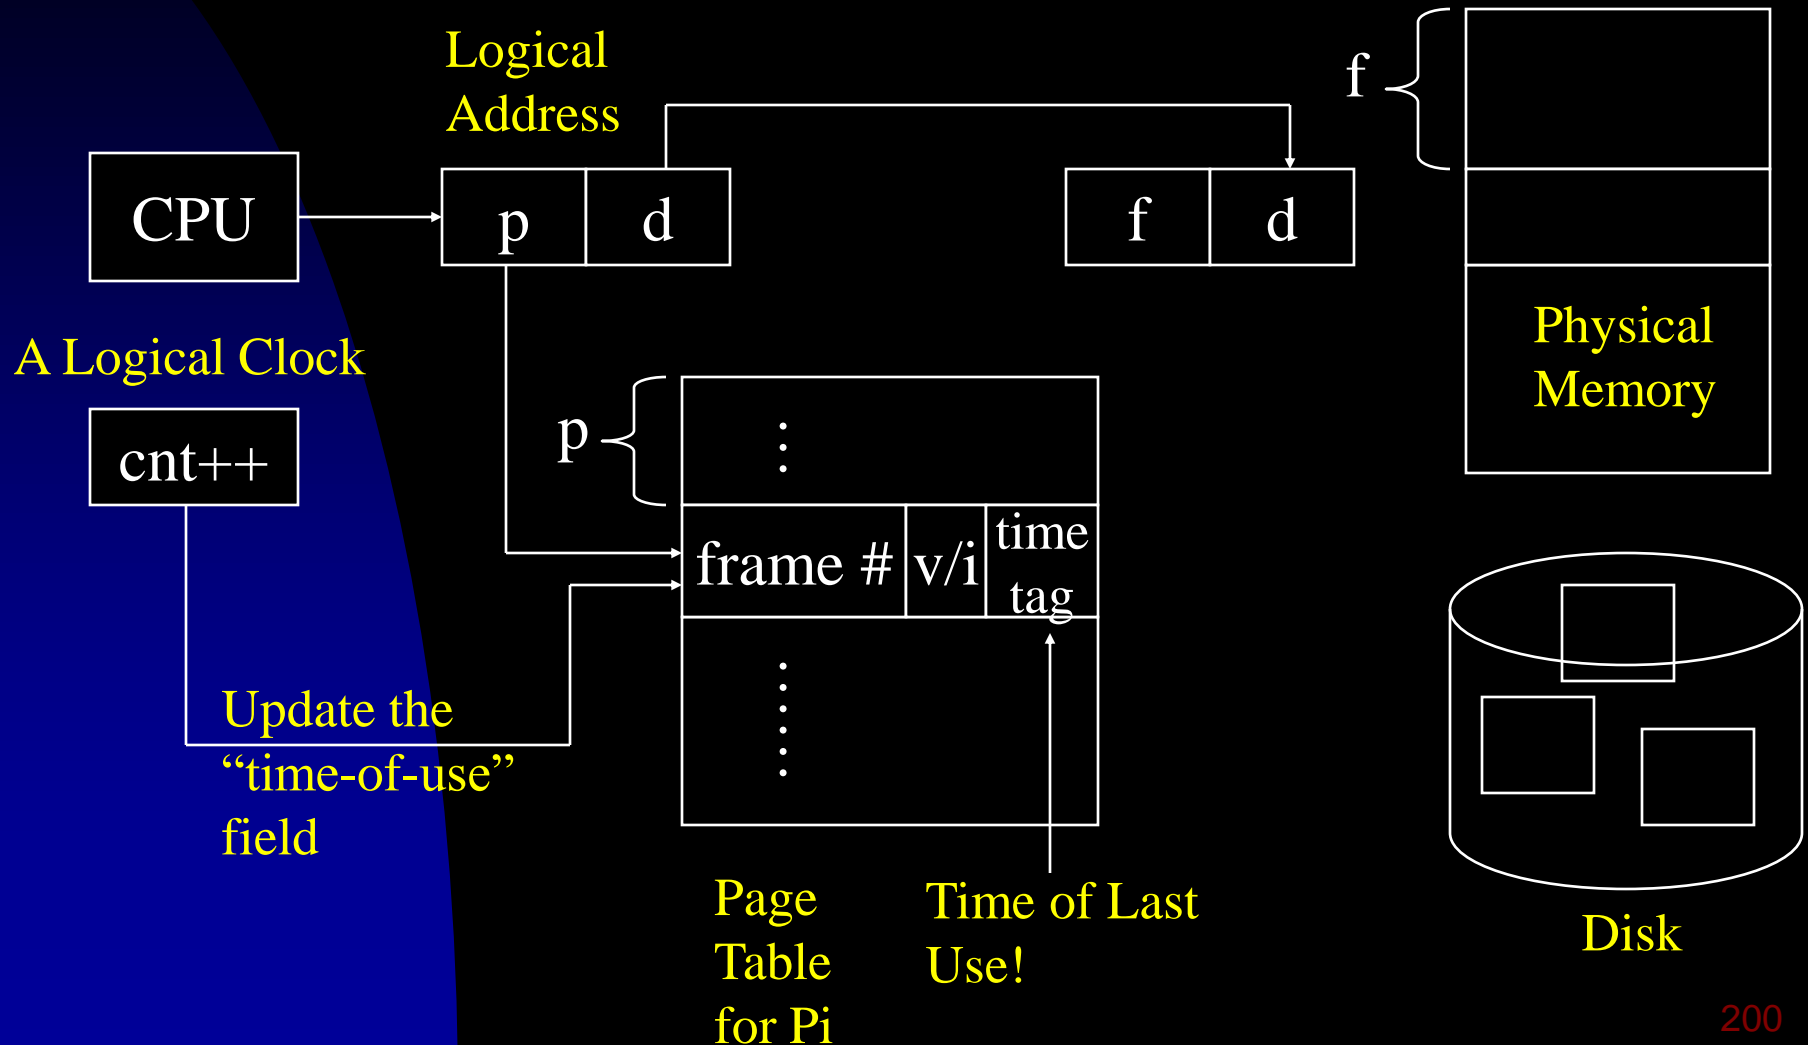 Logical
Address
f
CPU
p
d
f
d
A Logical Clock
Physical
Memory
cnt++
p
⋮
frame #
v/i
time
tag
⋮
Update the
“time-of-use”
field
Page
Table
for Pi
Time of Last
Use!
Disk
200